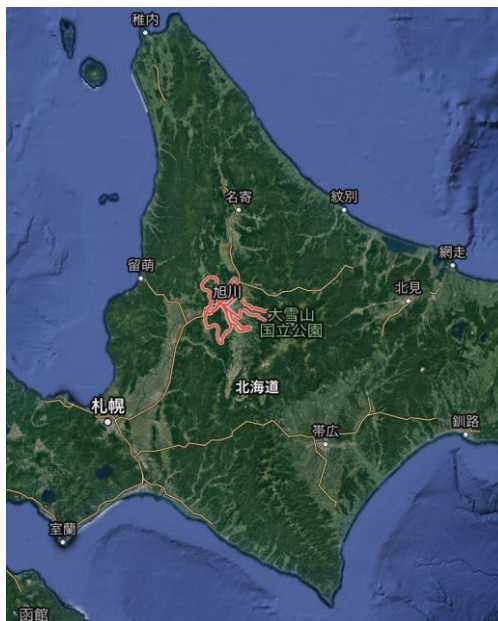 稚内
名寄
紋別
網走
留萌
北見
旭川
大雪山
国立公園
北海道
札幌
釧路
帯広
室蘭
函館